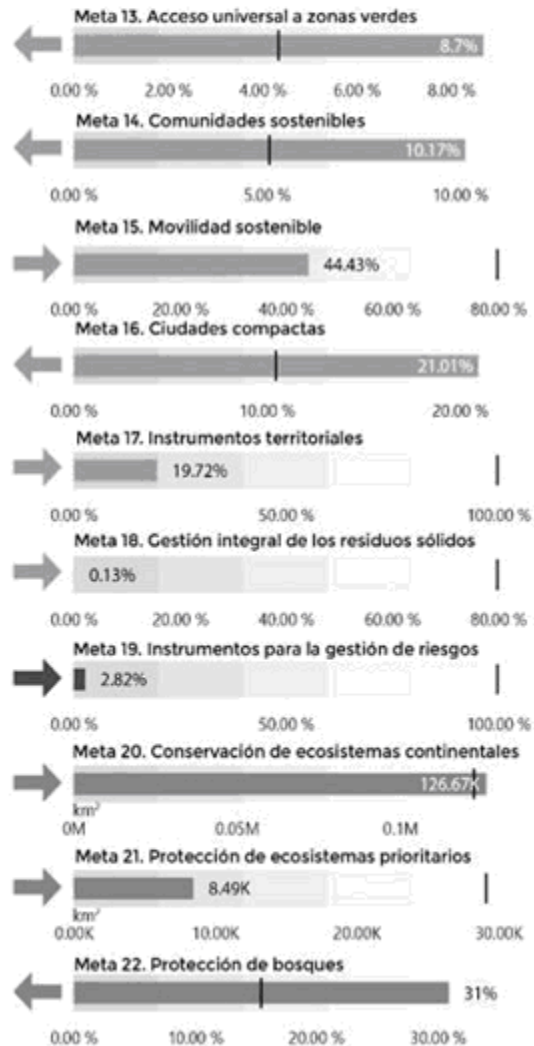 Meta 13. Acceso universal a zonas verdes
8.7%
0.00 % 2.00 % 4.00 % 6.00 % 8.00 %
Meta 14. Comunidades sostenibles
10.17%
0.00 % 5.00 % 10.00 %
Meta 15. Movilidad sostenible
44.43%
0.00 % 20.00 % 40.00 % 60.00 % 80.00 %
Meta 16. Ciudades compactas
21.01%
0.00 % 10.00 % 20.00 %
Meta 17. Instrumentos territoriales
19.72%
0.00 % 50.00 % 100.00 %
Meta 18. Gestión integral de los residuos sólidos
0.13%
0.00 % 20.00 % 40.00 % 60.00 % 80.00 %
Meta 19. Instrumentos para la gestión de riesgos
2.82%
0.00 % 50.00 % 100.00 %
Meta 20. Conservación de ecosistemas continentales
126.67K
km²
0M 0.05M 0.1M
Meta 21. Protección de ecosistemas prioritarios
8.49K
km²
0.00K 10.00K 20.00K 30.00K
Meta 22. Protección de bosques
31%
0.00 % 10.00 % 20.00 % 30.00 %